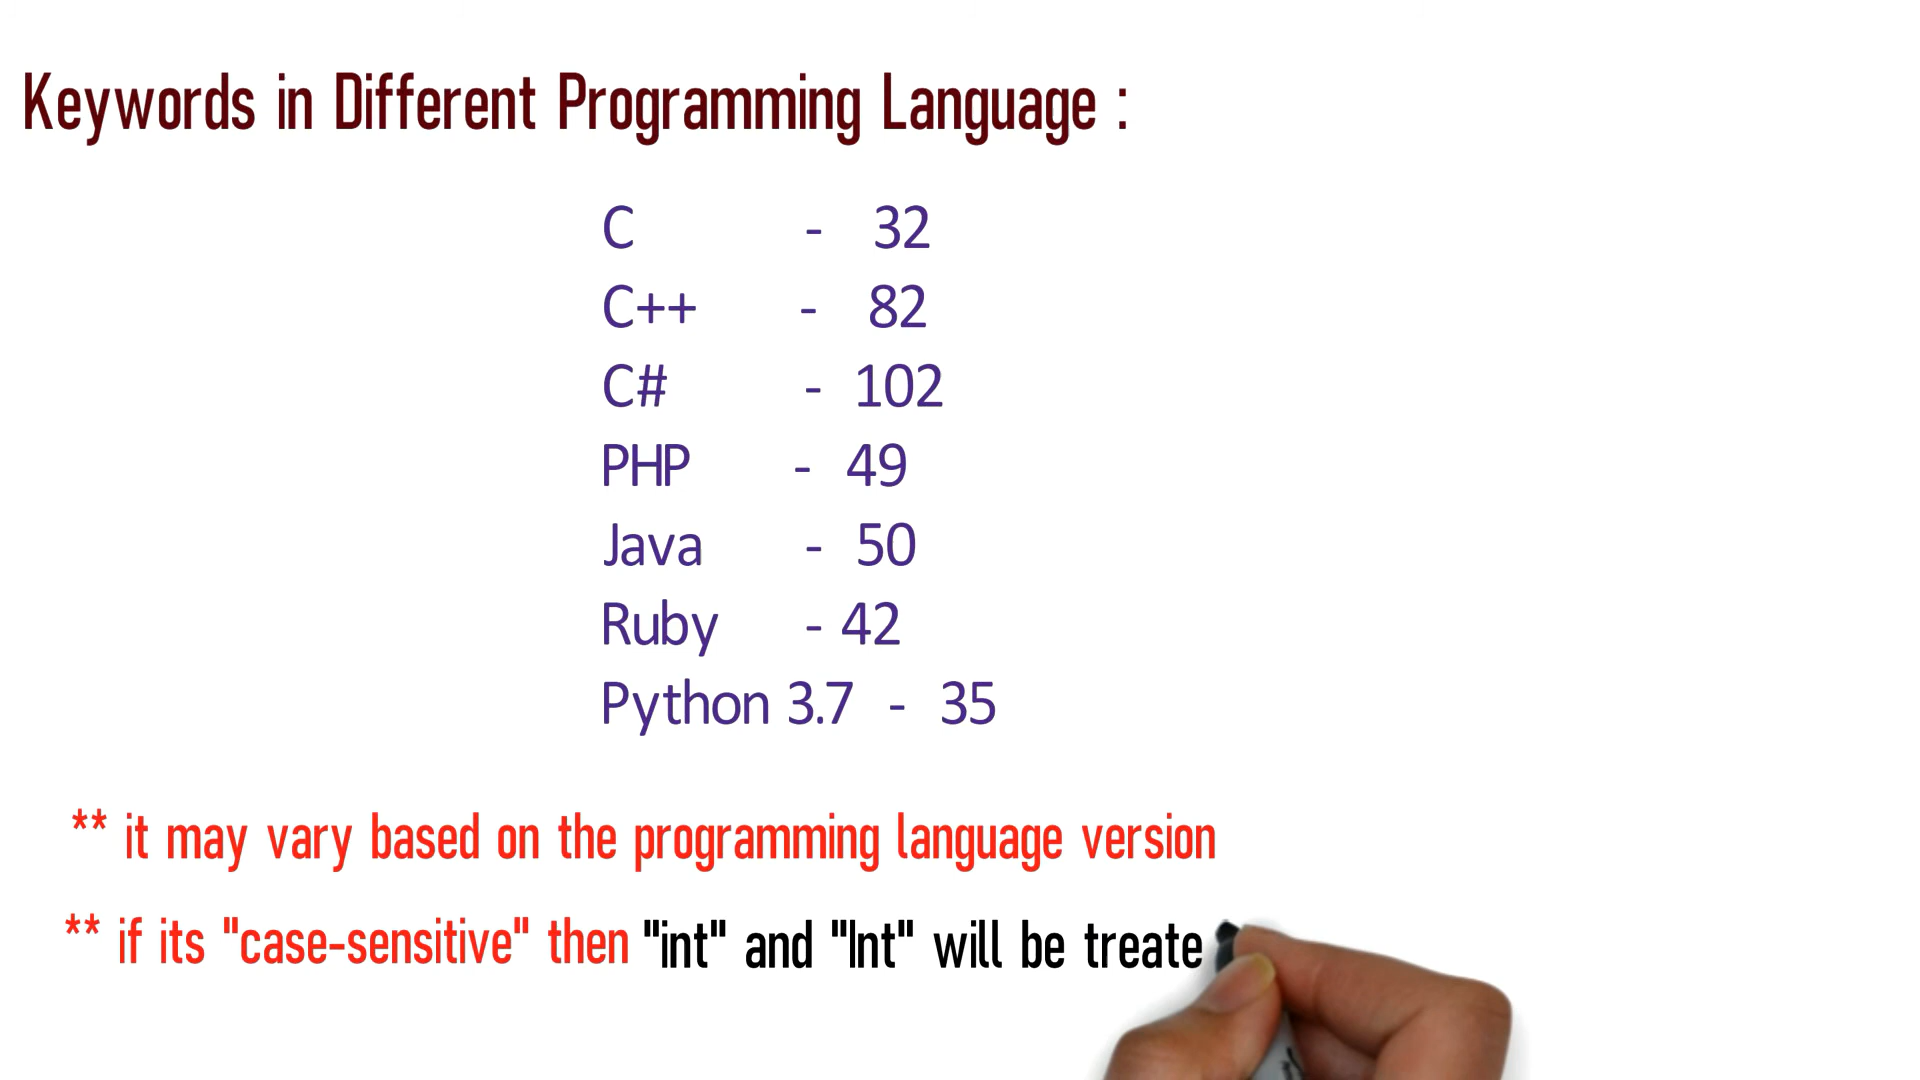 Keywords in Different Programming Language :
C - 32
C++ - 82
C# - 102
PHP - 49
Java - 50
Ruby - 42
Python 3.7 - 35
** it may vary based on the programming language version
** if its "case-sensitive" then "int" and "Int" will be treate